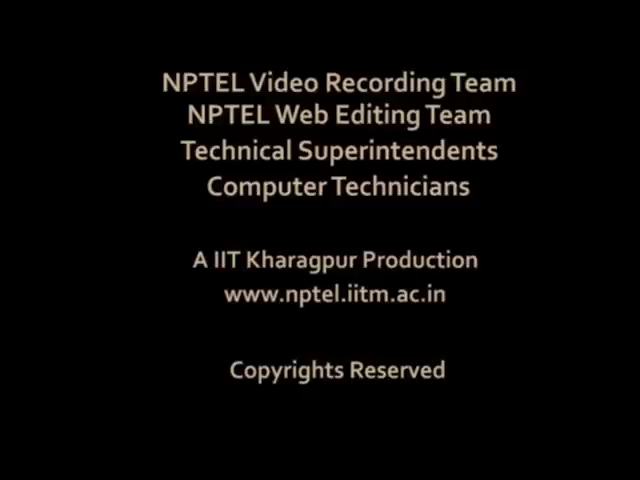 NPTEL Video Recording Team
NPTEL Web Editing Team
Technical Superintendents
Computer Technicians
A IIT Kharagpur Production
www.nptel.iitm.ac.in
Copyrights Reserved